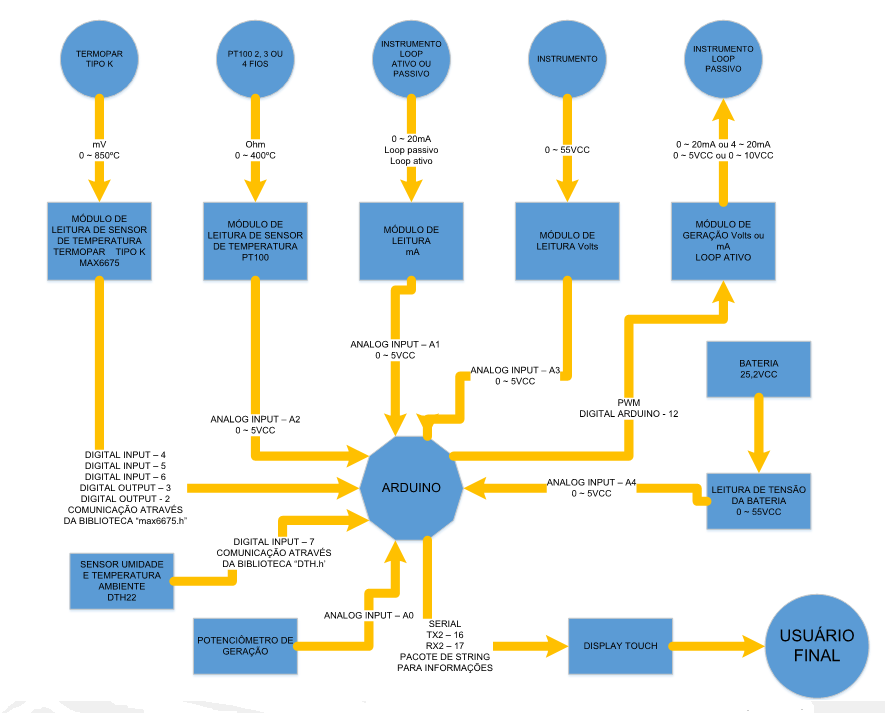 TERMOPAR
TIPO K
PT100 2, 3 OU
4 FIOS
INSTRUMENTO
LOOP
ATIVO OU
PASSIVO
INSTRUMENTO
INSTRUMENTO
LOOP
PASSIVO
mV
0 ~ 850ºC
Ohm
0 ~ 400ºC
0 ~ 20mA
Loop passivo
Loop ativo
0 ~ 55VCC
0 ~ 20mA ou 4 ~ 20mA
0 ~ 5VCC ou 0 ~ 10VCC
MÓDULO DE
LEITURA DE SENSOR
DE TEMPERATURA
TERMOPAR TIPO K
MAX6675
MÓDULO DE
LEITURA DE SENSOR
DE TEMPERATURA
PT100
MÓDULO DE
LEITURA
mA
MÓDULO DE
LEITURA Volts
MÓDULO DE
GERAÇÃO Volts ou
mA
LOOP ATIVO
ANALOG INPUT – A1
0 ~ 5VCC
ANALOG INPUT – A3
0 ~ 5VCC
BATERIA
25,2VCC
PWM
DIGITAL ARDUINO - 12
ANALOG INPUT – A2
0 ~ 5VCC
DIGITAL INPUT – 4
DIGITAL INPUT – 5
DIGITAL INPUT – 6
DIGITAL OUTPUT – 3
DIGITAL OUTPUT - 2
COMUNICAÇÃO ATRAVÉS
DA BIBLIOTECA “max6675.h”
ARDUINO
ANALOG INPUT – A4
0 ~ 5VCC
LEITURA DE TENSÃO
DA BATERIA
0 ~ 55VCC
DIGITAL INPUT – 7
COMUNICAÇÃO ATRAVÉS
DA BIBLIOTECA “DTH.h’
SENSOR UMIDADE
E TEMPERATURA
AMBIENTE
DTH22
ANALOG INPUT – A0
POTENCIÔMETRO DE
GERAÇÃO
SERIAL
TX2 – 16
RX2 – 17
PACOTE DE STRING
PARA INFORMAÇÕES
DISPLAY TOUCH
USUÁRIO
FINAL